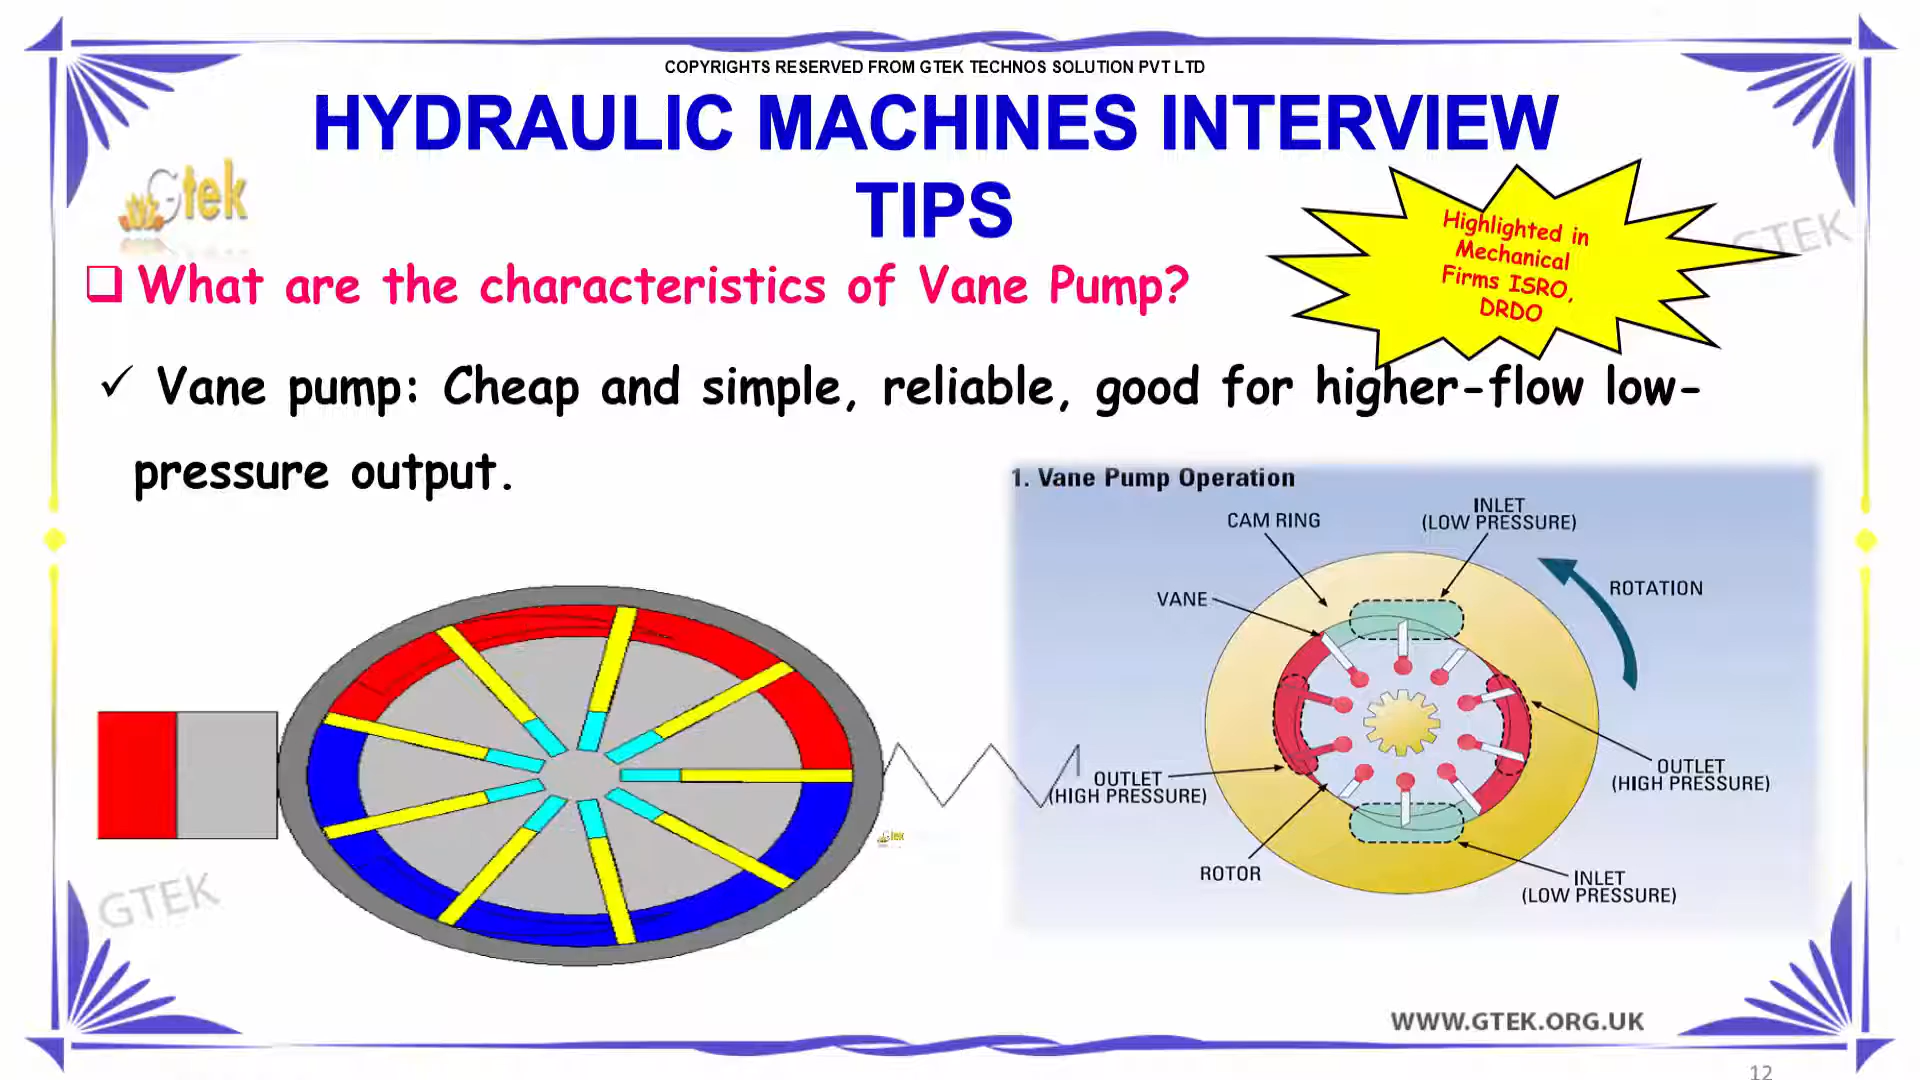 COPYRIGHTS RESERVED FROM GTEK TECHNOS SOLUTION PVT LTD
HYDRAULIC MACHINES INTERVIEW
TIPS
Gtek
GTEK
Highlighted in
Mechanical
Firms ISRO,
DRDO
What are the characteristics of Vane Pump?
Vane pump: Cheap and simple, reliable, good for higher-flow low-
pressure output.
1. Vane Pump Operation
CAM RING
INLET
(LOW PRESSURE)
VANE
ROTATION
OUTLET
(HIGH PRESSURE)
OUTLET
(HIGH PRESSURE)
ROTOR
INLET
(LOW PRESSURE)
Gtek
GTEK
WWW.GTEK.ORG.UK
12